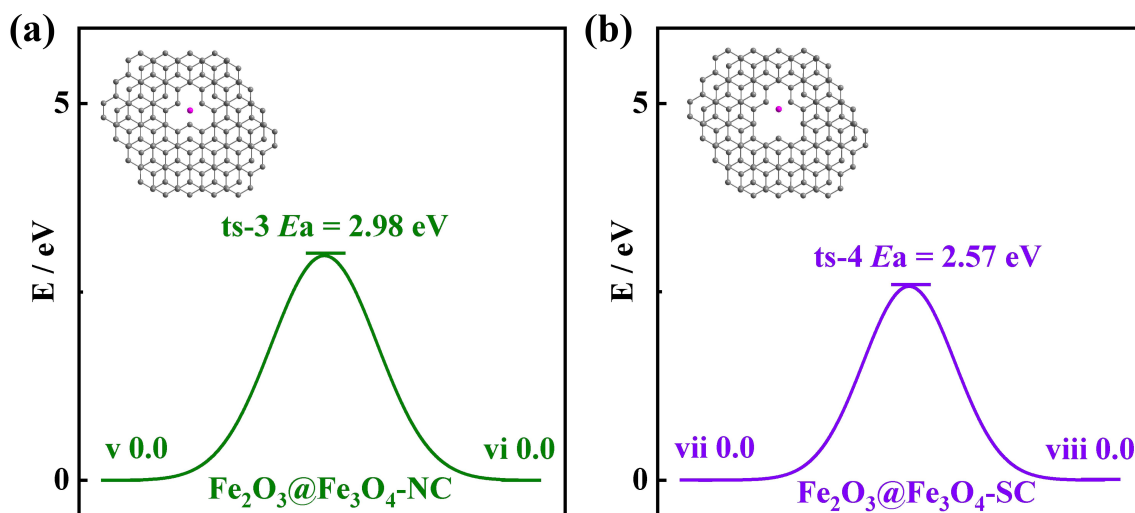 (a)
5
E / eV
ts-3 Ea = 2.98 eV
v 0.0
vi 0.0
0
Fe₂O₃@Fe₃O₄-NC
(b)
5
E / eV
ts-4 Ea = 2.57 eV
vii 0.0
viii 0.0
0
Fe₂O₃@Fe₃O₄-SC